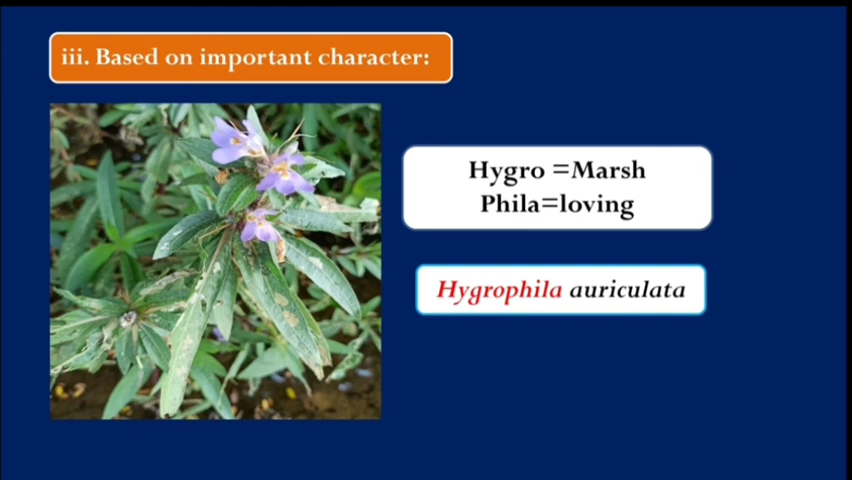 iii. Based on important character:
Hygro =Marsh
Phila=loving
Hygrophila auriculata